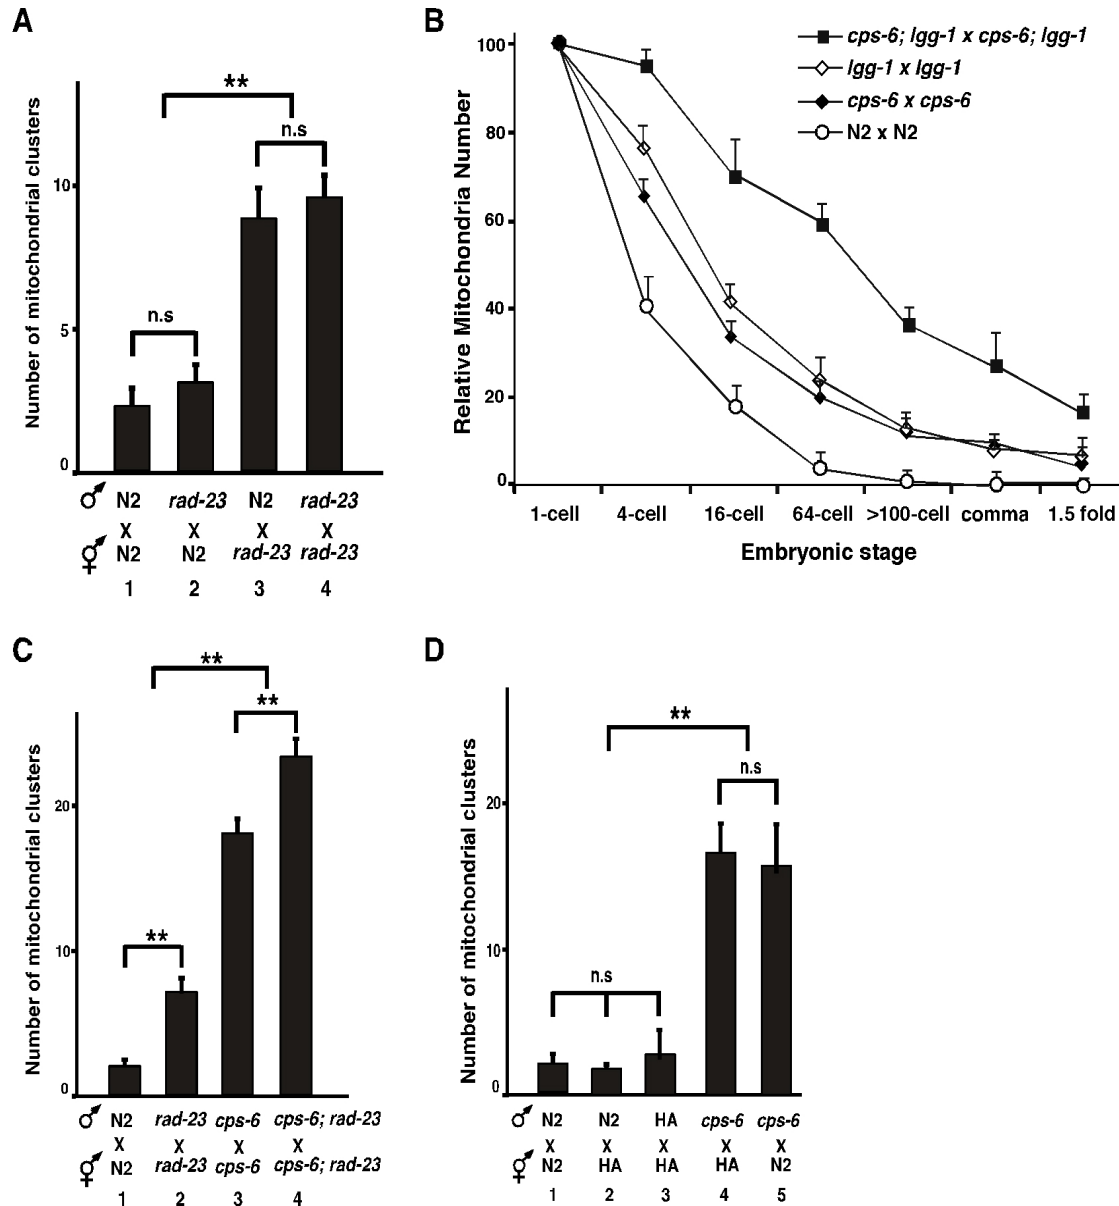 A
Number of mitochondrial clusters
10
5
0
**
n.s
n.s
♂ N2 rad-23 N2 rad-23
X X X X
⚥ N2 N2 rad-23 rad-23
1 2 3 4
B
Relative Mitochondria Number
100
80
60
40
20
0
cps-6; lgg-1 x cps-6; lgg-1
lgg-1 x lgg-1
cps-6 x cps-6
N2 x N2
1-cell 4-cell 16-cell 64-cell >100-cell comma 1.5 fold
Embryonic stage
C
Number of mitochondrial clusters
20
10
0
**
**
**
♂ N2 rad-23 cps-6 cps-6; rad-23
X X X X
⚥ N2 rad-23 cps-6 cps-6; rad-23
1 2 3 4
D
Number of mitochondrial clusters
20
10
0
**
n.s
n.s
♂ N2 N2 HA cps-6 cps-6
X X X X X
⚥ N2 HA HA HA N2
1 2 3 4 5